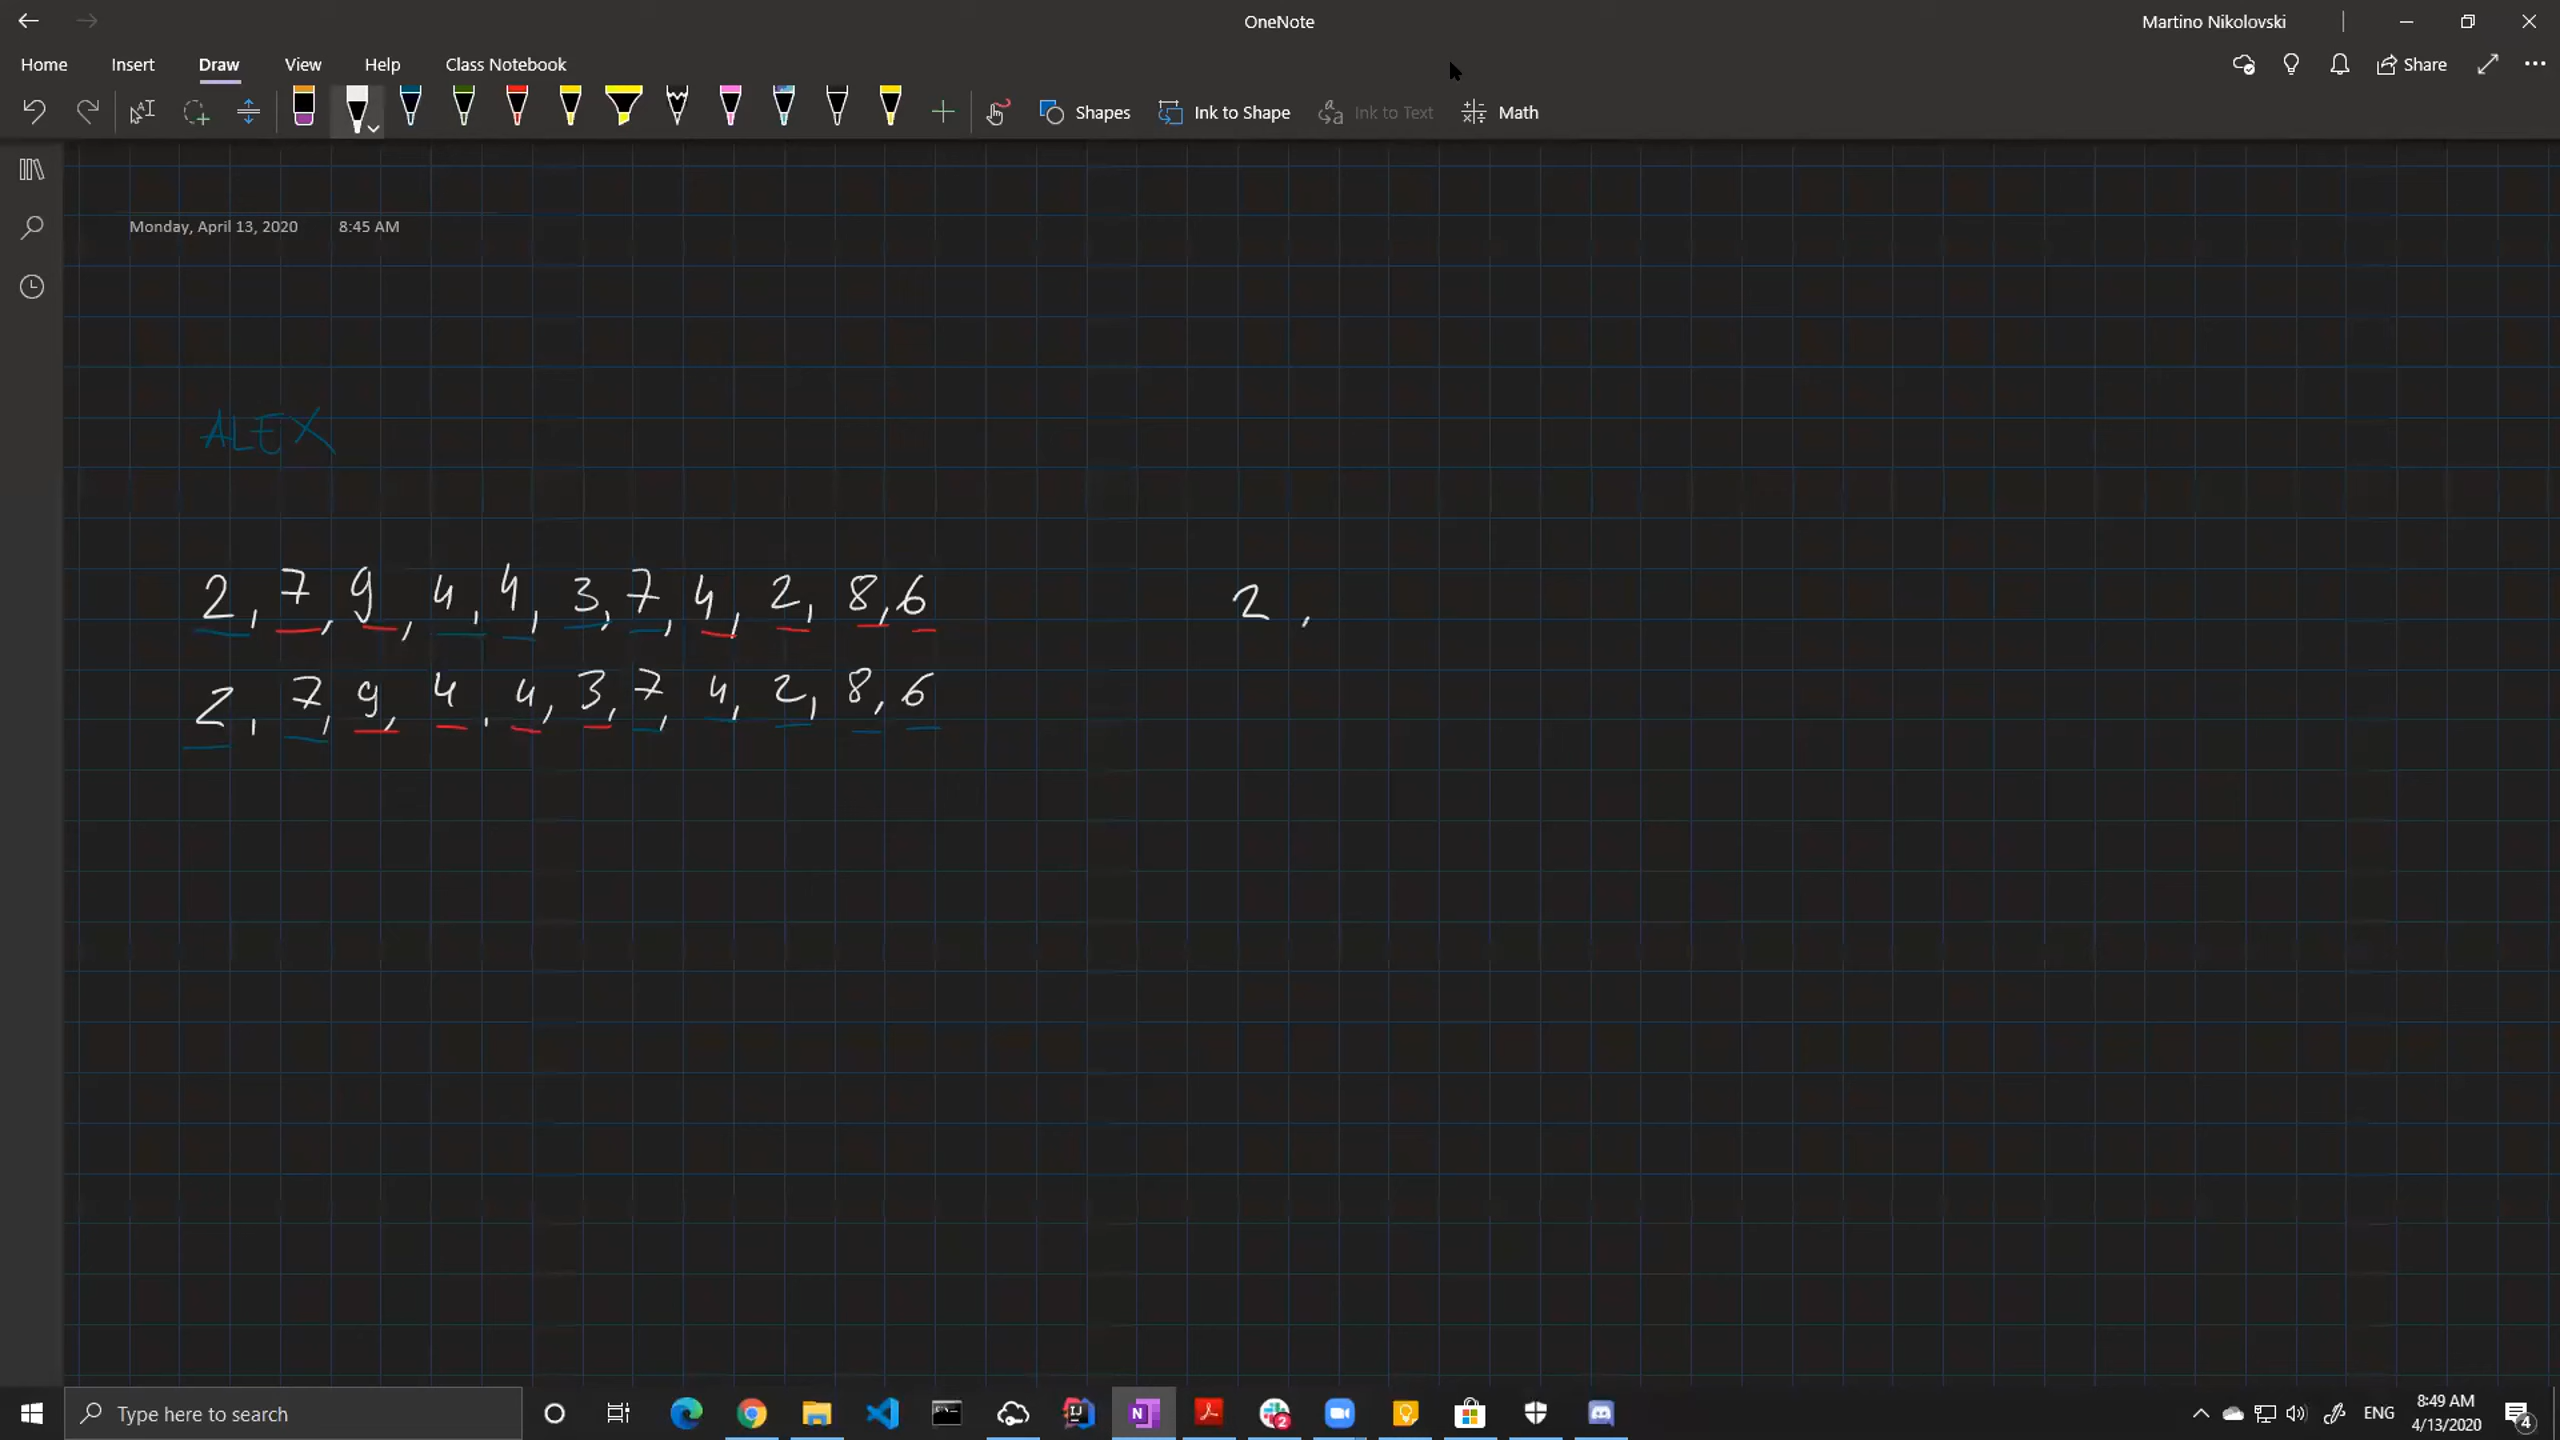 OneNote
Martino Nikolovski
Home Insert Draw View Help Class Notebook
Share
Shapes Ink to Shape Ink to Text Math
Monday, April 13, 2020 8:45 AM
ALEX
2, 7, 9, 4, 4, 3, 7, 4, 2, 8, 6
2,
2, 7, 9, 4, 4, 3, 7, 4, 2, 8, 6
Type here to search
ENG
8:49 AM
4/13/2020
2
4